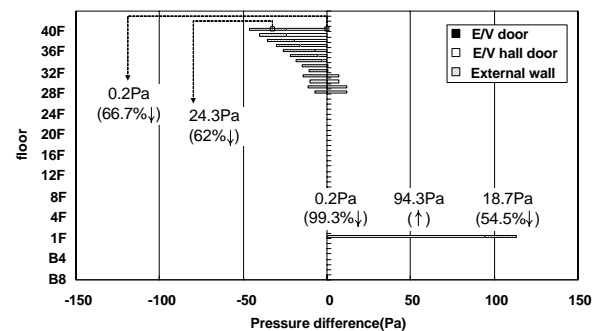 40F
36F
32F
28F
24F
20F
16F
12F
8F
4F
1F
B4
B8
floor
E/V door
E/V hall door
External wall
0.2Pa
(66.7%↓)
24.3Pa
(62%↓)
0.2Pa 94.3Pa 18.7Pa
(99.3%↓) (↑) (54.5%↓)
-150 -100 -50 0 50 100 150
Pressure difference(Pa)